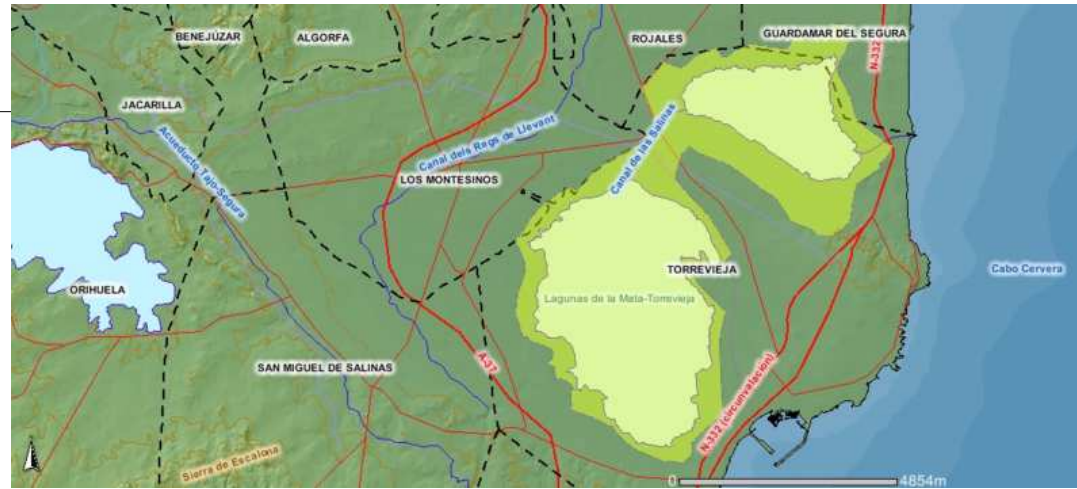 BENEJÚZAR
ALGORFA
ROJALES
GUARDAMAR DEL SEGURA
N-332
JACARILLA
Acueducto Tajo-Segura
Canal dels Regs de Llevant
Canal de las Salinas
LOS MONTESINOS
TORREVIEJA
Cabo Cervera
ORIHUELA
Lagunas de la Mata-Torrevieja
SAN MIGUEL DE SALINAS
A-37
N-332 (circunvalacion)
Sierra de Escalona
0
4854m